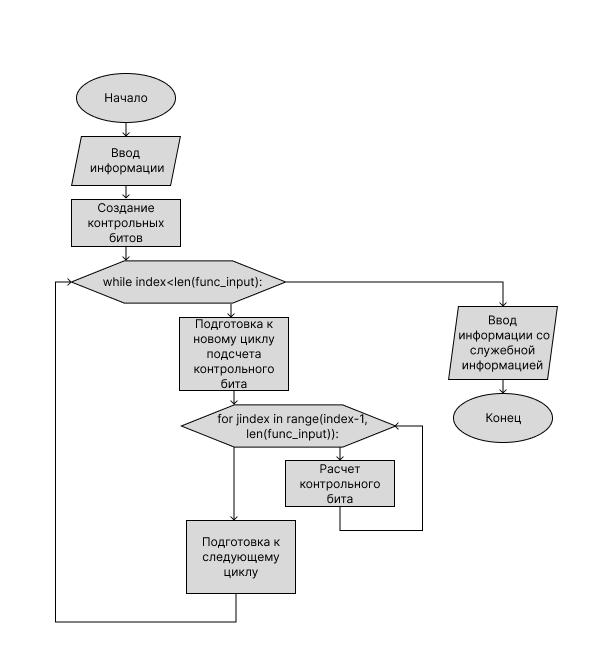 Начало
Ввод
информации
Создание
контрольных
битов
while index<len(func_input):
Подготовка к
новому циклу
подсчета
контрольного
бита
for jindex in range(index-1,
len(func_input)):
Расчет
контрольного
бита
Подготовка к
следующему
циклу
Ввод
информации со
служебной
информацией
Конец